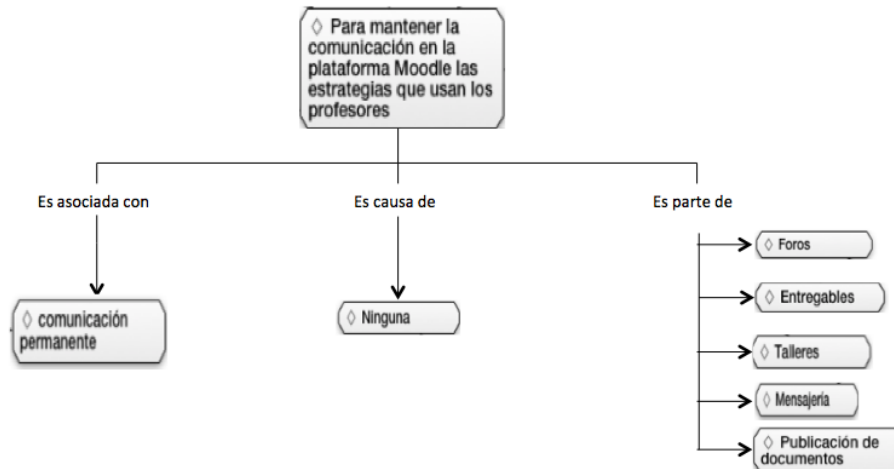 ◊ Para mantener la
comunicación en la
plataforma Moodle las
estrategias que usan los
profesores
Es asociada con
Es causa de
Es parte de
◊ comunicación
permanente
◊ Ninguna
◊ Foros
◊ Entregables
◊ Talleres
◊ Mensajería
◊ Publicación de
documentos